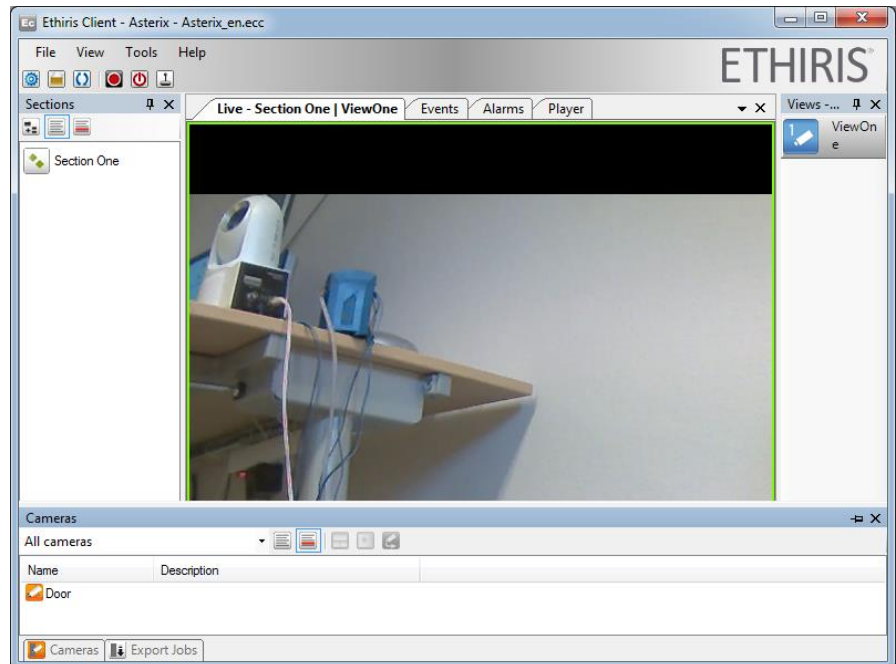 Ethiris Client - Asterix - Asterix_en.ecc
File View Tools Help
ETHIRIS
Sections
Live - Section One | ViewOne Events Alarms Player
Views -...
Section One
1
ViewOn
e
Cameras
All cameras
Name Description
Door
Cameras Export Jobs